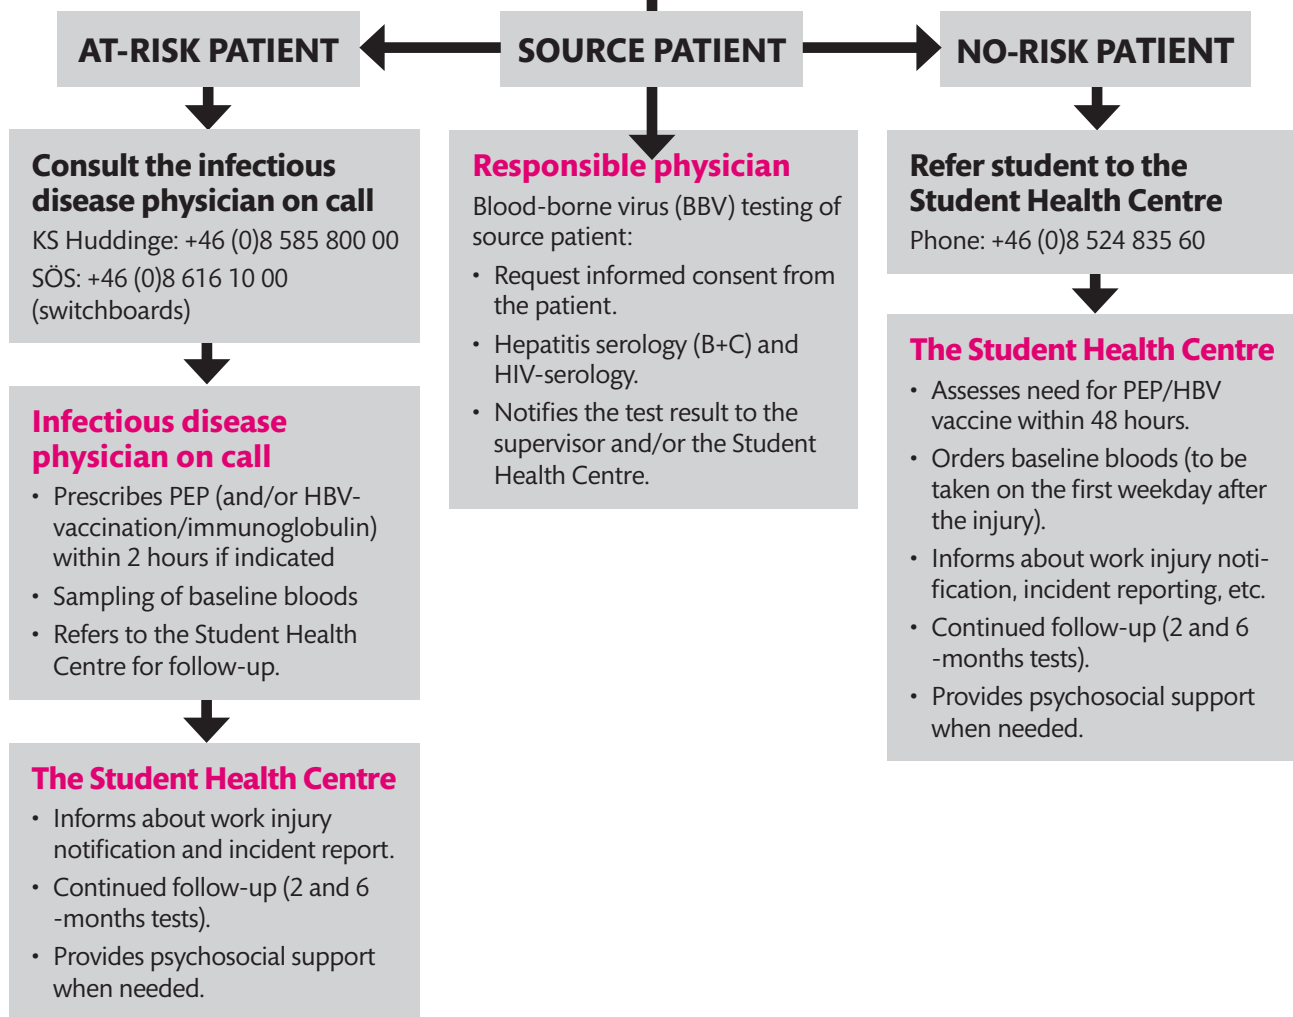 AT-RISK PATIENT
SOURCE PATIENT
NO-RISK PATIENT
Consult the infectious
disease physician on call
KS Huddinge: +46 (0)8 585 800 00
SÖS: +46 (0)8 616 10 00
(switchboards)
Infectious disease
physician on call
• Prescribes PEP (and/or HBV-
vaccination/immunoglobulin)
within 2 hours if indicated
• Sampling of baseline bloods
• Refers to the Student Health
Centre for follow-up.
The Student Health Centre
• Informs about work injury
notification and incident report.
• Continued follow-up (2 and 6
-months tests).
• Provides psychosocial support
when needed.
Responsible physician
Blood-borne virus (BBV) testing of
source patient:
• Request informed consent from
the patient.
• Hepatitis serology (B+C) and
HIV-serology.
• Notifies the test result to the
supervisor and/or the Student
Health Centre.
Refer student to the
Student Health Centre
Phone: +46 (0)8 524 835 60
The Student Health Centre
• Assesses need for PEP/HBV
vaccine within 48 hours.
• Orders baseline bloods (to be
taken on the first weekday after
the injury).
• Informs about work injury noti-
fication, incident reporting, etc.
• Continued follow-up (2 and 6
-months tests).
• Provides psychosocial support
when needed.